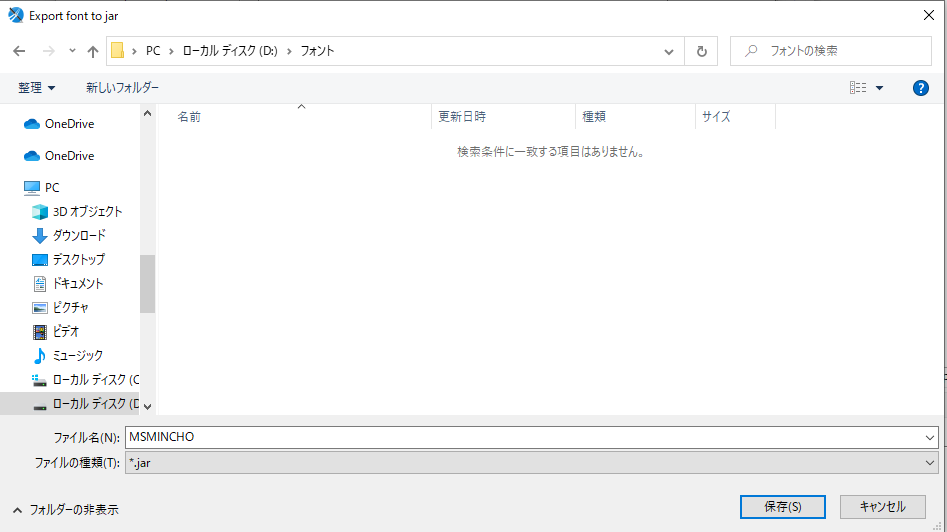 Export font to jar
PC > ローカル ディスク (D:) > フォント
フォントの検索
整理
新しいフォルダー
名前
更新日時
種類
サイズ
検索条件に一致する項目はありません。
OneDrive
OneDrive
PC
3D オブジェクト
ダウンロード
デスクトップ
ドキュメント
ピクチャ
ビデオ
ミュージック
ローカル ディスク (C
ローカル ディスク (D
ファイル名(N):
MSMINCHO
ファイルの種類(T):
*.jar
フォルダーの非表示
保存(S)
キャンセル